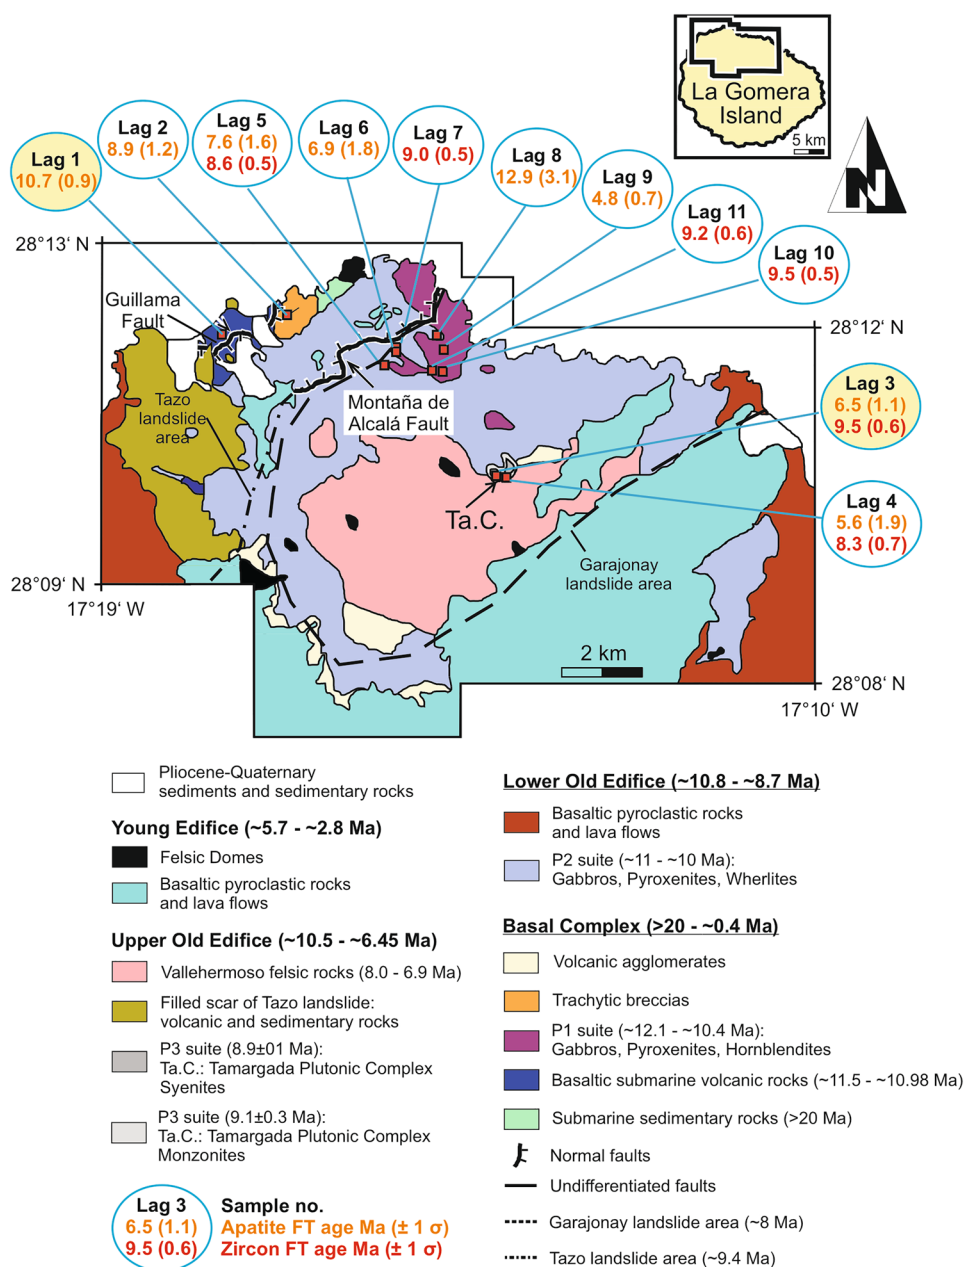 La Gomera
Island
5 km
N
Lag 1
10.7 (0.9)
Lag 2
8.9 (1.2)
Lag 5
7.6 (1.6)
8.6 (0.5)
Lag 6
6.9 (1.8)
Lag 7
9.0 (0.5)
Lag 8
12.9 (3.1)
Lag 9
4.8 (0.7)
Lag 11
9.2 (0.6)
Lag 10
9.5 (0.5)
Lag 3
6.5 (1.1)
9.5 (0.6)
Lag 4
5.6 (1.9)
8.3 (0.7)
28°13‘ N
28°12‘ N
Guillama
Fault
Tazo
landslide
area
Montaña de
Alcalá Fault
Ta.C.
Garajonay
landslide area
28°09‘ N
17°19‘ W
2 km
28°08‘ N
17°10‘ W
Pliocene-Quaternary
sediments and sedimentary rocks
Young Edifice (~5.7 - ~2.8 Ma)
Felsic Domes
Basaltic pyroclastic rocks
and lava flows
Upper Old Edifice (~10.5 - ~6.45 Ma)
Vallehermoso felsic rocks (8.0 - 6.9 Ma)
Filled scar of Tazo landslide:
volcanic and sedimentary rocks
P3 suite (8.9±01 Ma):
Ta.C.: Tamargada Plutonic Complex
Syenites
P3 suite (9.1±0.3 Ma):
Ta.C.: Tamargada Plutonic Complex
Monzonites
Lag 3
6.5 (1.1)
9.5 (0.6)
Sample no.
Apatite FT age Ma (± 1 σ)
Zircon FT age Ma (± 1 σ)
Lower Old Edifice (~10.8 - ~8.7 Ma)
Basaltic pyroclastic rocks
and lava flows
P2 suite (~11 - ~10 Ma):
Gabbros, Pyroxenites, Wherlites
Basal Complex (>20 - ~0.4 Ma)
Volcanic agglomerates
Trachytic breccias
P1 suite (~12.1 - ~10.4 Ma):
Gabbros, Pyroxenites, Hornblendites
Basaltic submarine volcanic rocks (~11.5 - ~10.98 Ma)
Submarine sedimentary rocks (>20 Ma)
Normal faults
Undifferentiated faults
Garajonay landslide area (~8 Ma)
Tazo landslide area (~9.4 Ma)